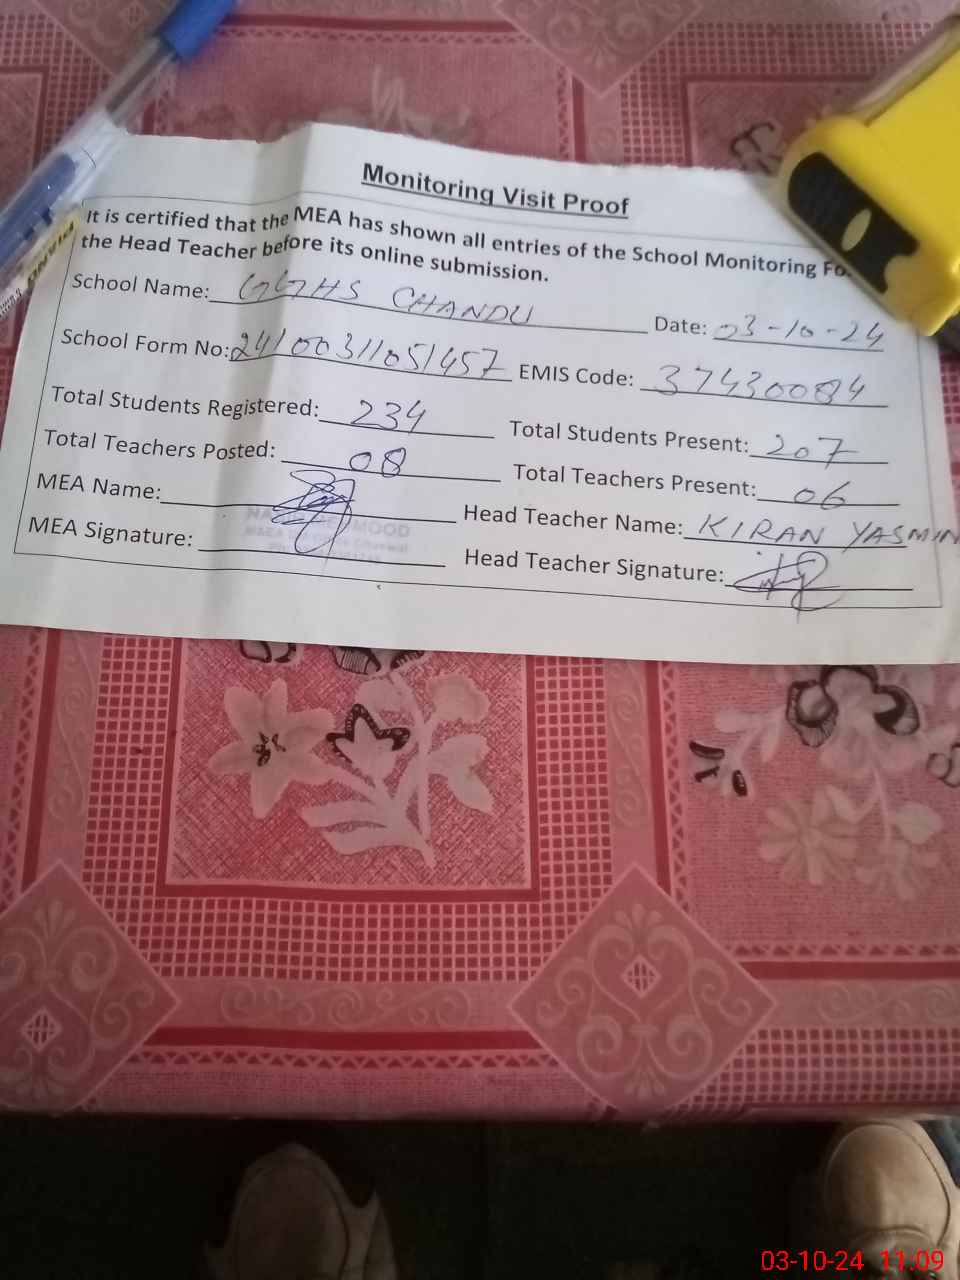 Monitoring Visit Proof
It is certified that the MEA has shown all entries of the School Monitoring Fo
the Head Teacher before its online submission.
School Name: GGHS CHANDU Date: 03-10-24
School Form No: 24100311051457 EMIS Code: 37430084
Total Students Registered: 234 Total Students Present: 207
Total Teachers Posted: 08 Total Teachers Present: 06
MEA Name: Head Teacher Name: KIRAN YASMIN
MEA Signature: Head Teacher Signature:
PIANO
03-10-24 11:09